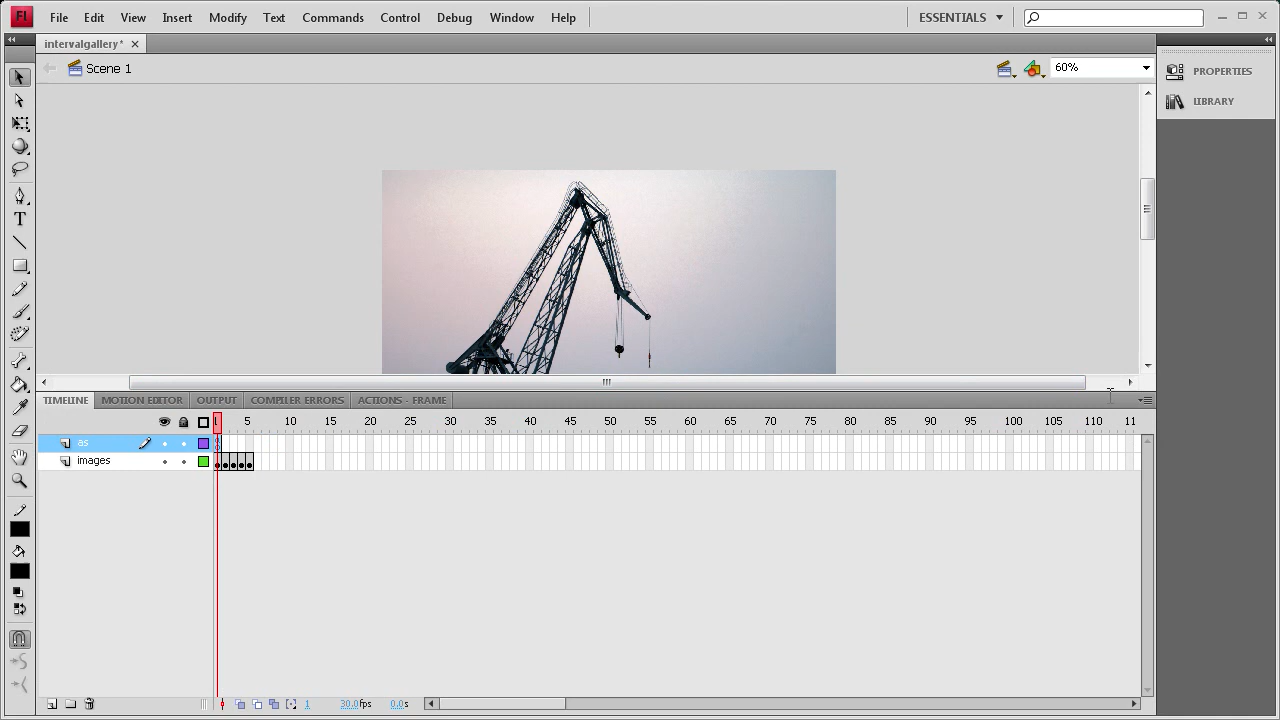 Fl File Edit View Insert Modify Text Commands Control Debug Window Help ESSENTIALS
intervalgallery*
Scene 1 60%
PROPERTIES
LIBRARY
T
TIMELINE MOTION EDITOR OUTPUT COMPILER ERRORS ACTIONS - FRAME
1 5 10 15 20 25 30 35 40 45 50 55 60 65 70 75 80 85 90 95 100 105 110 11
as
images
1 30.0fps 0.0s